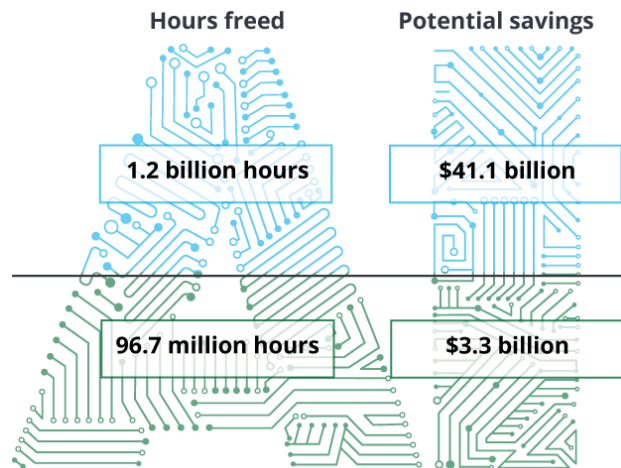 Hours freed
Potential savings
1.2 billion hours
$41.1 billion
96.7 million hours
$3.3 billion